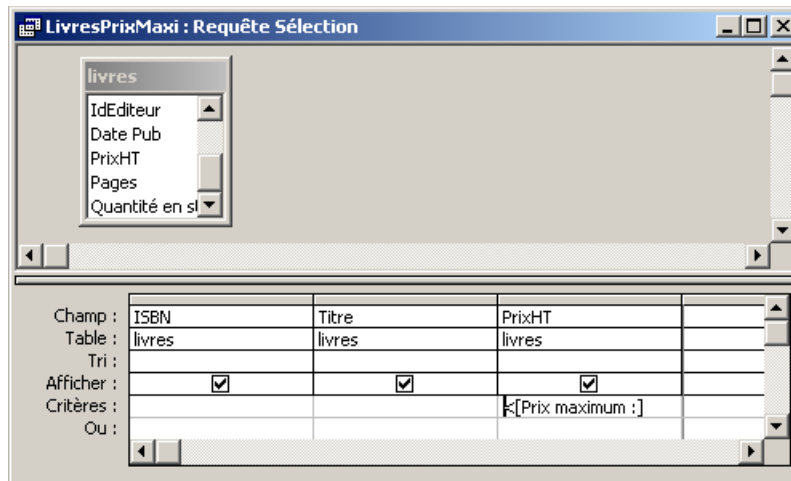 LivresPrixMaxi : Requête Sélection
livres
IdEditeur
Date Pub
PrixHT
Pages
Quantité en
Champ : ISBN Titre PrixHT
Table : livres livres livres
Tri :
Afficher :
Critères : <[Prix maximum :]
Ou :